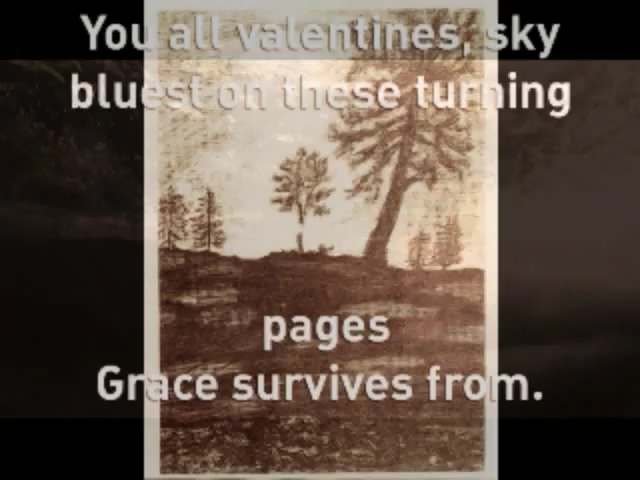 You all valentines, sky
bluest on these turning
pages
Grace survives from.